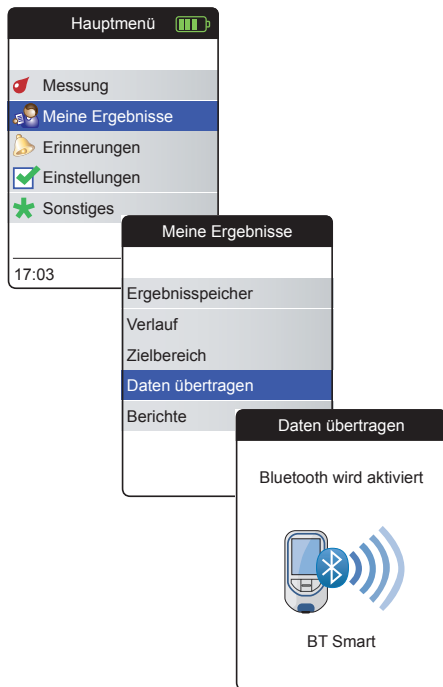 Hauptmenü
Messung
Meine Ergebnisse
Erinnerungen
Einstellungen
Sonstiges
17:03
Meine Ergebnisse
Ergebnisspeicher
Verlauf
Zielbereich
Daten übertragen
Berichte
Daten übertragen
Bluetooth wird aktiviert
BT Smart